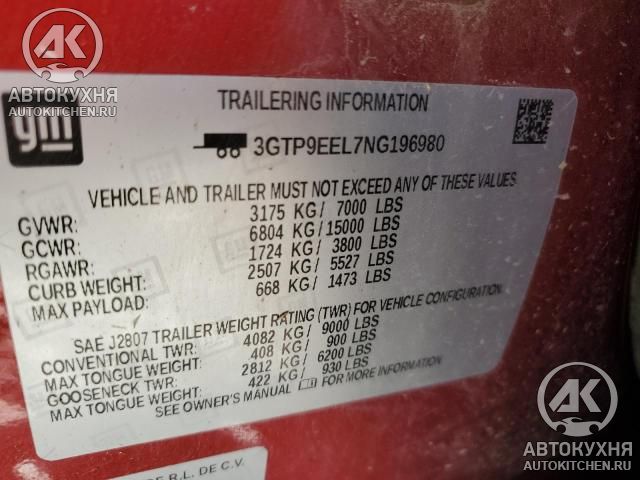 АК
АВТОКУХНЯ
AUTOKITCHEN.RU
gm
TRAILERING INFORMATION
3GTP9EEL7NG196980
VEHICLE AND TRAILER MUST NOT EXCEED ANY OF THESE VALUES
GVWR: 3175 KG/ 7000 LBS
GCWR: 6804 KG/15000 LBS
RGAWR: 1724 KG/ 3800 LBS
CURB WEIGHT: 2507 KG/ 5527 LBS
MAX PAYLOAD: 668 KG/ 1473 LBS
SAE J2807 TRAILER WEIGHT RATING (TWR) FOR VEHICLE CONFIGURATION.
CONVENTIONAL TWR: 4082 KG/ 9000 LBS
MAX TONGUE WEIGHT: 408 KG/ 900 LBS
GOOSENECK TWR: 2812 KG/ 6200 LBS
MAX TONGUE WEIGHT: 422 KG/ 930 LBS
SEE OWNER'S MANUAL FOR MORE INFORMATION
DE R.L. DE C.V.
АК
АВТОКУХНЯ
AUTOKITCHEN.RU